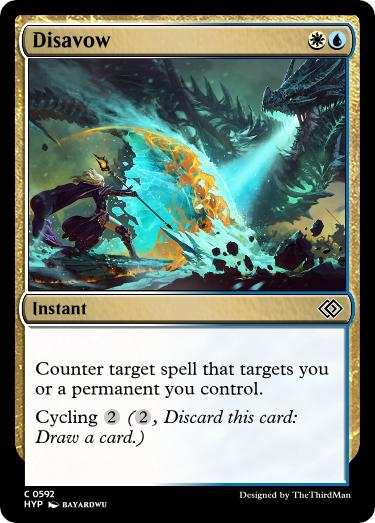 Disavow
Instant
Counter target spell that targets you
or a permanent you control.
Cycling 2 (2, Discard this card:
Draw a card.)
C 0592
HYP BAYARDWU
Designed by TheThirdMan